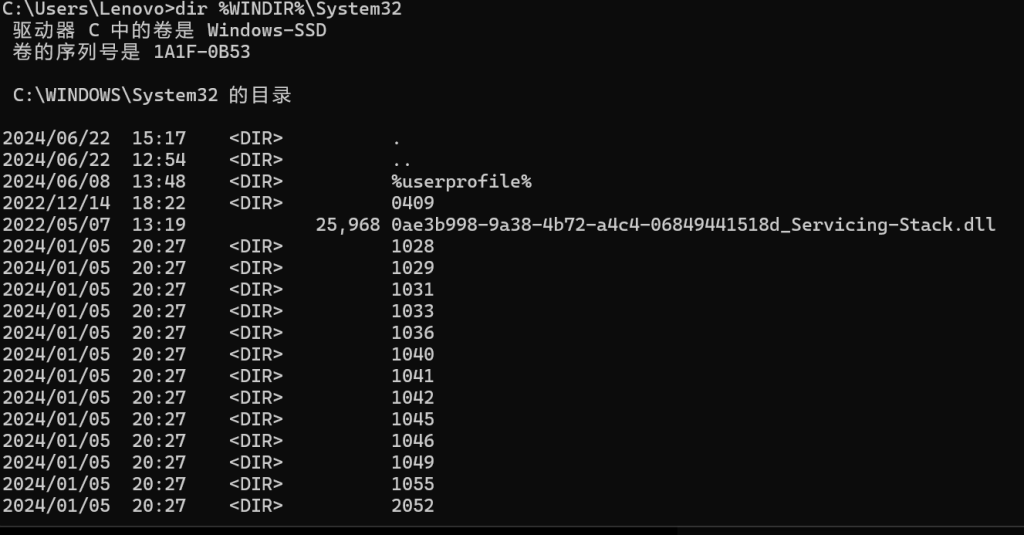 C:\Users\Lenovo>dir %WINDIR%\System32
 驱动器 C 中的卷是 Windows-SSD
 卷的序列号是 1A1F-0B53

 C:\WINDOWS\System32 的目录

2024/06/22  15:17    <DIR>          .
2024/06/22  12:54    <DIR>          ..
2024/06/08  13:48    <DIR>          %userprofile%
2022/12/14  18:22    <DIR>          0409
2022/05/07  13:19            25,968 0ae3b998-9a38-4b72-a4c4-06849441518d_Servicing-Stack.dll
2024/01/05  20:27    <DIR>          1028
2024/01/05  20:27    <DIR>          1029
2024/01/05  20:27    <DIR>          1031
2024/01/05  20:27    <DIR>          1033
2024/01/05  20:27    <DIR>          1036
2024/01/05  20:27    <DIR>          1040
2024/01/05  20:27    <DIR>          1041
2024/01/05  20:27    <DIR>          1042
2024/01/05  20:27    <DIR>          1045
2024/01/05  20:27    <DIR>          1046
2024/01/05  20:27    <DIR>          1049
2024/01/05  20:27    <DIR>          1055
2024/01/05  20:27    <DIR>          2052